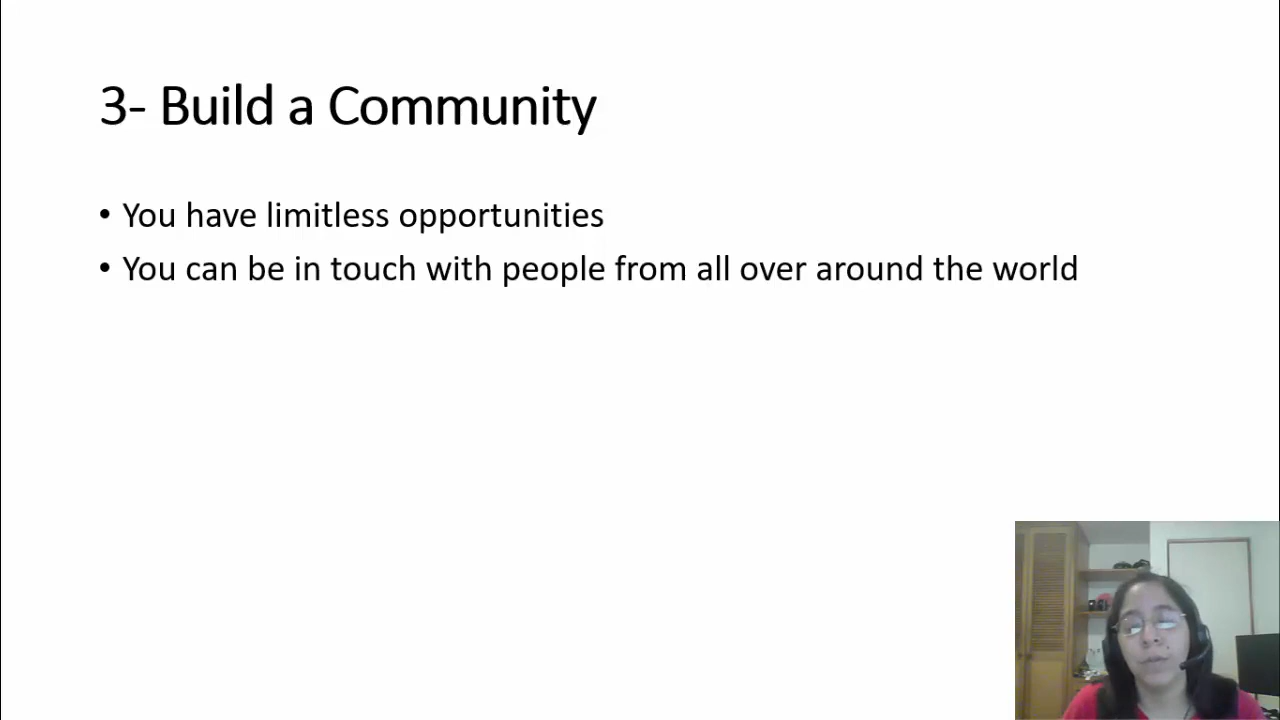 3- Build a Community
• You have limitless opportunities
• You can be in touch with people from all over around the world